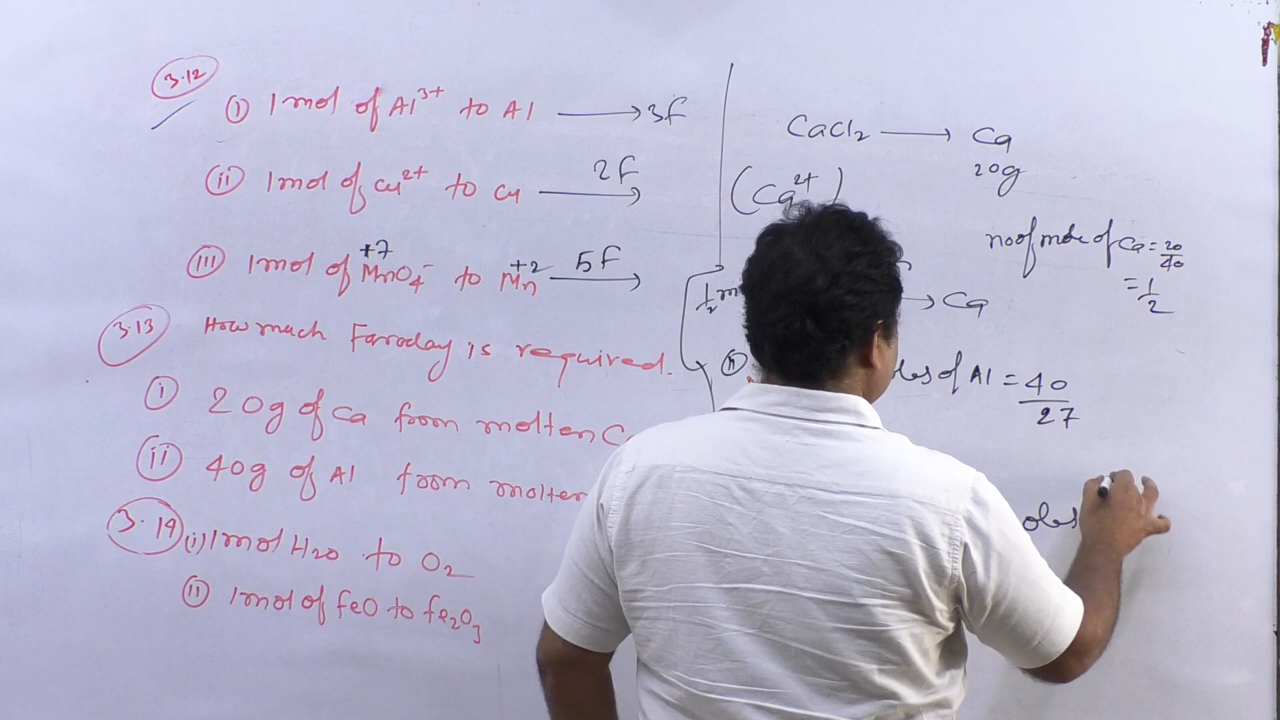 3.12
(i) 1 mol of Al³⁺ to Al ⟶ 3F
(ii) 1 mol of Cu²⁺ to Cu ⟶ 2F
(iii) 1 mol of MnO₄⁻ to Mn ⟶ 5F
+7 +2
3.13 How much Faraday is required.
(i) 20g of Ca from molten C
(ii) 40g of Al from molten
3.14 (i) 1 mol H2O to O2
(ii) 1 mol of FeO to Fe2O3
CaCl2 ⟶ Ca
20g
(Ca²⁺)
no of mole of Ca = 20/40
= 1/2
1/2 m
⟶ Ca
(ii)
of Al = 40/27